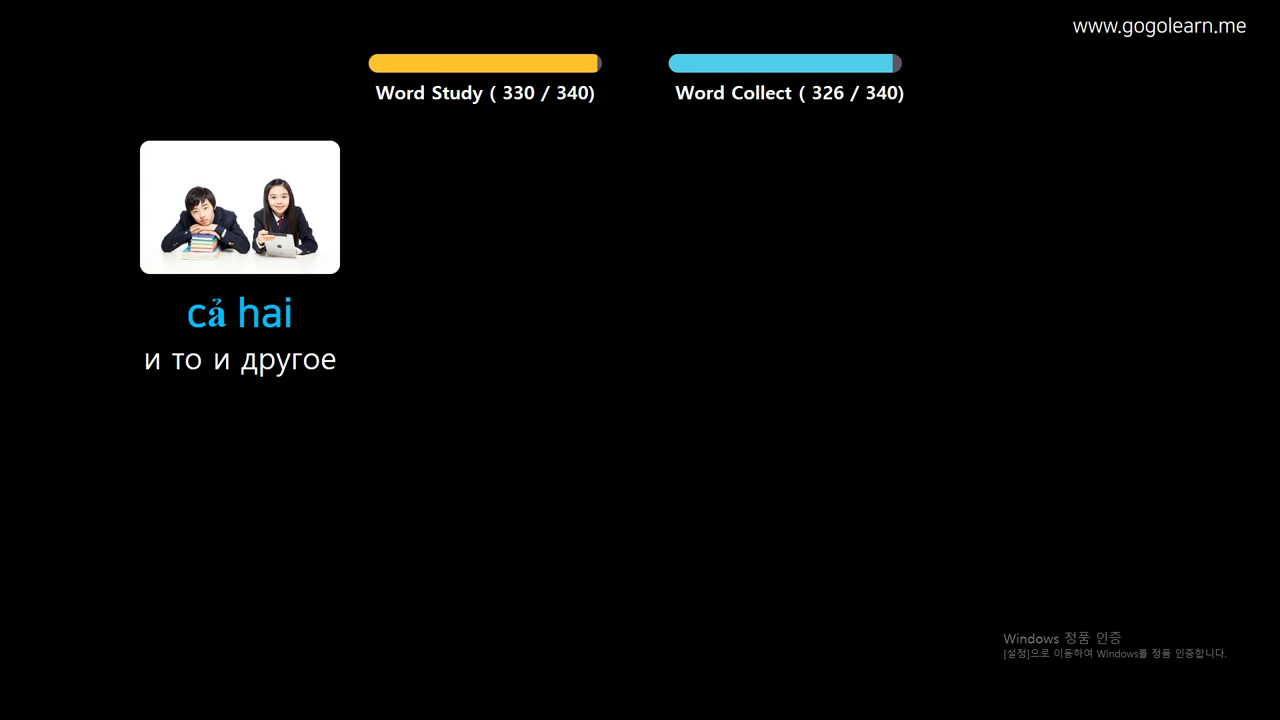 www.gogolearn.me
Word Study ( 330 / 340)
Word Collect ( 326 / 340)
cả hai
и то и другое
Windows 정품 인증
[설정]으로 이동하여 Windows를 정품 인증합니다.